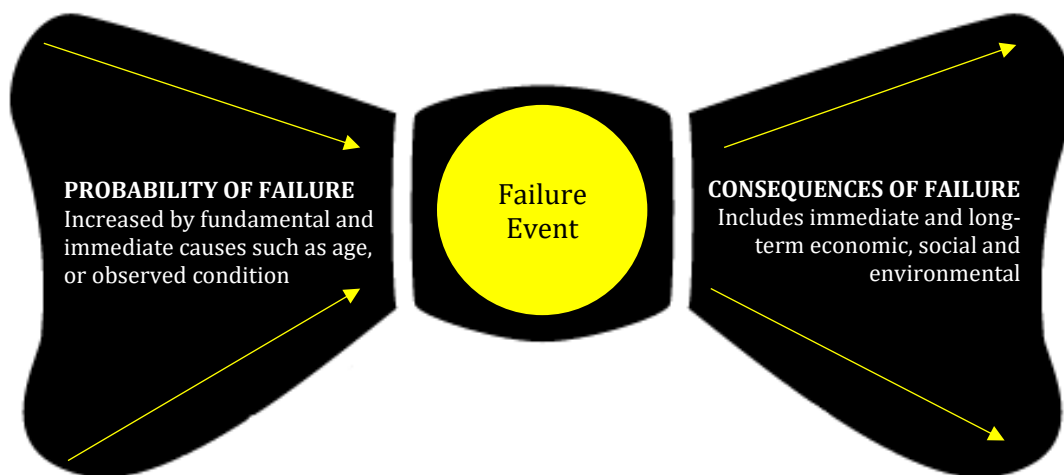 PROBABILITY OF FAILURE
Increased by fundamental and
immediate causes such as age,
or observed condition
Failure
Event
CONSEQUENCES OF FAILURE
Includes immediate and long-
term economic, social and
environmental